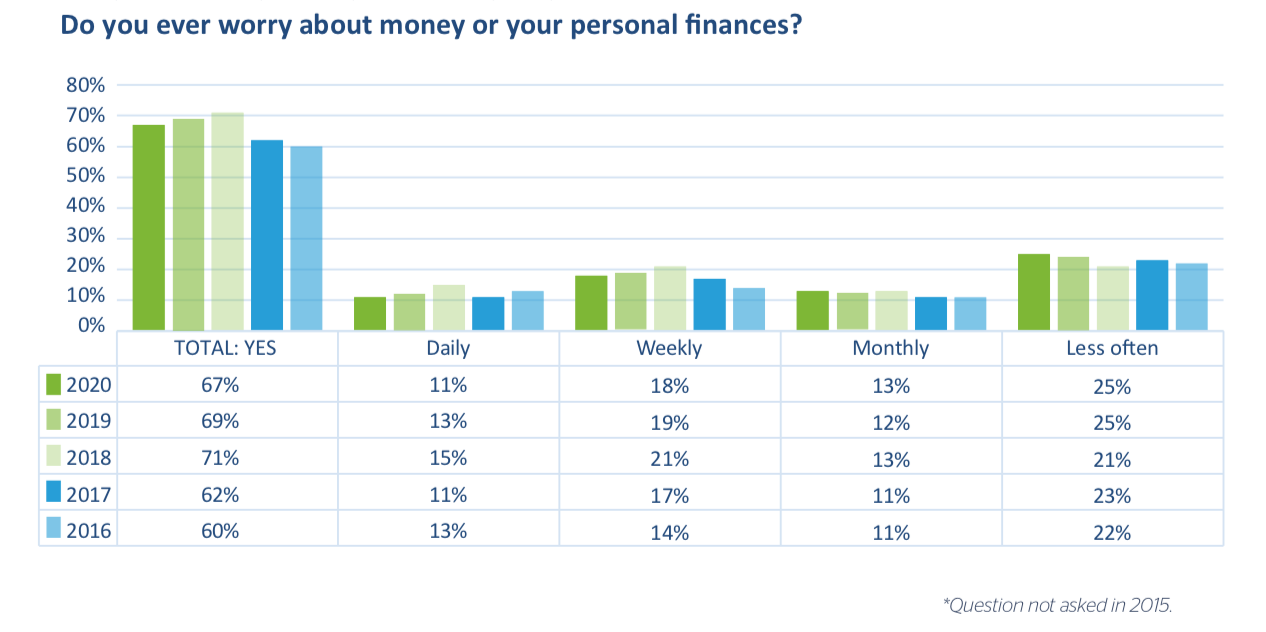 Do you ever worry about money or your personal finances?
80%
70%
60%
50%
40%
30%
20%
10%
0%
TOTAL: YES Daily Weekly Monthly Less often
2020 67% 11% 18% 13% 25%
2019 69% 13% 19% 12% 25%
2018 71% 15% 21% 13% 21%
2017 62% 11% 17% 11% 23%
2016 60% 13% 14% 11% 22%
*Question not asked in 2015.